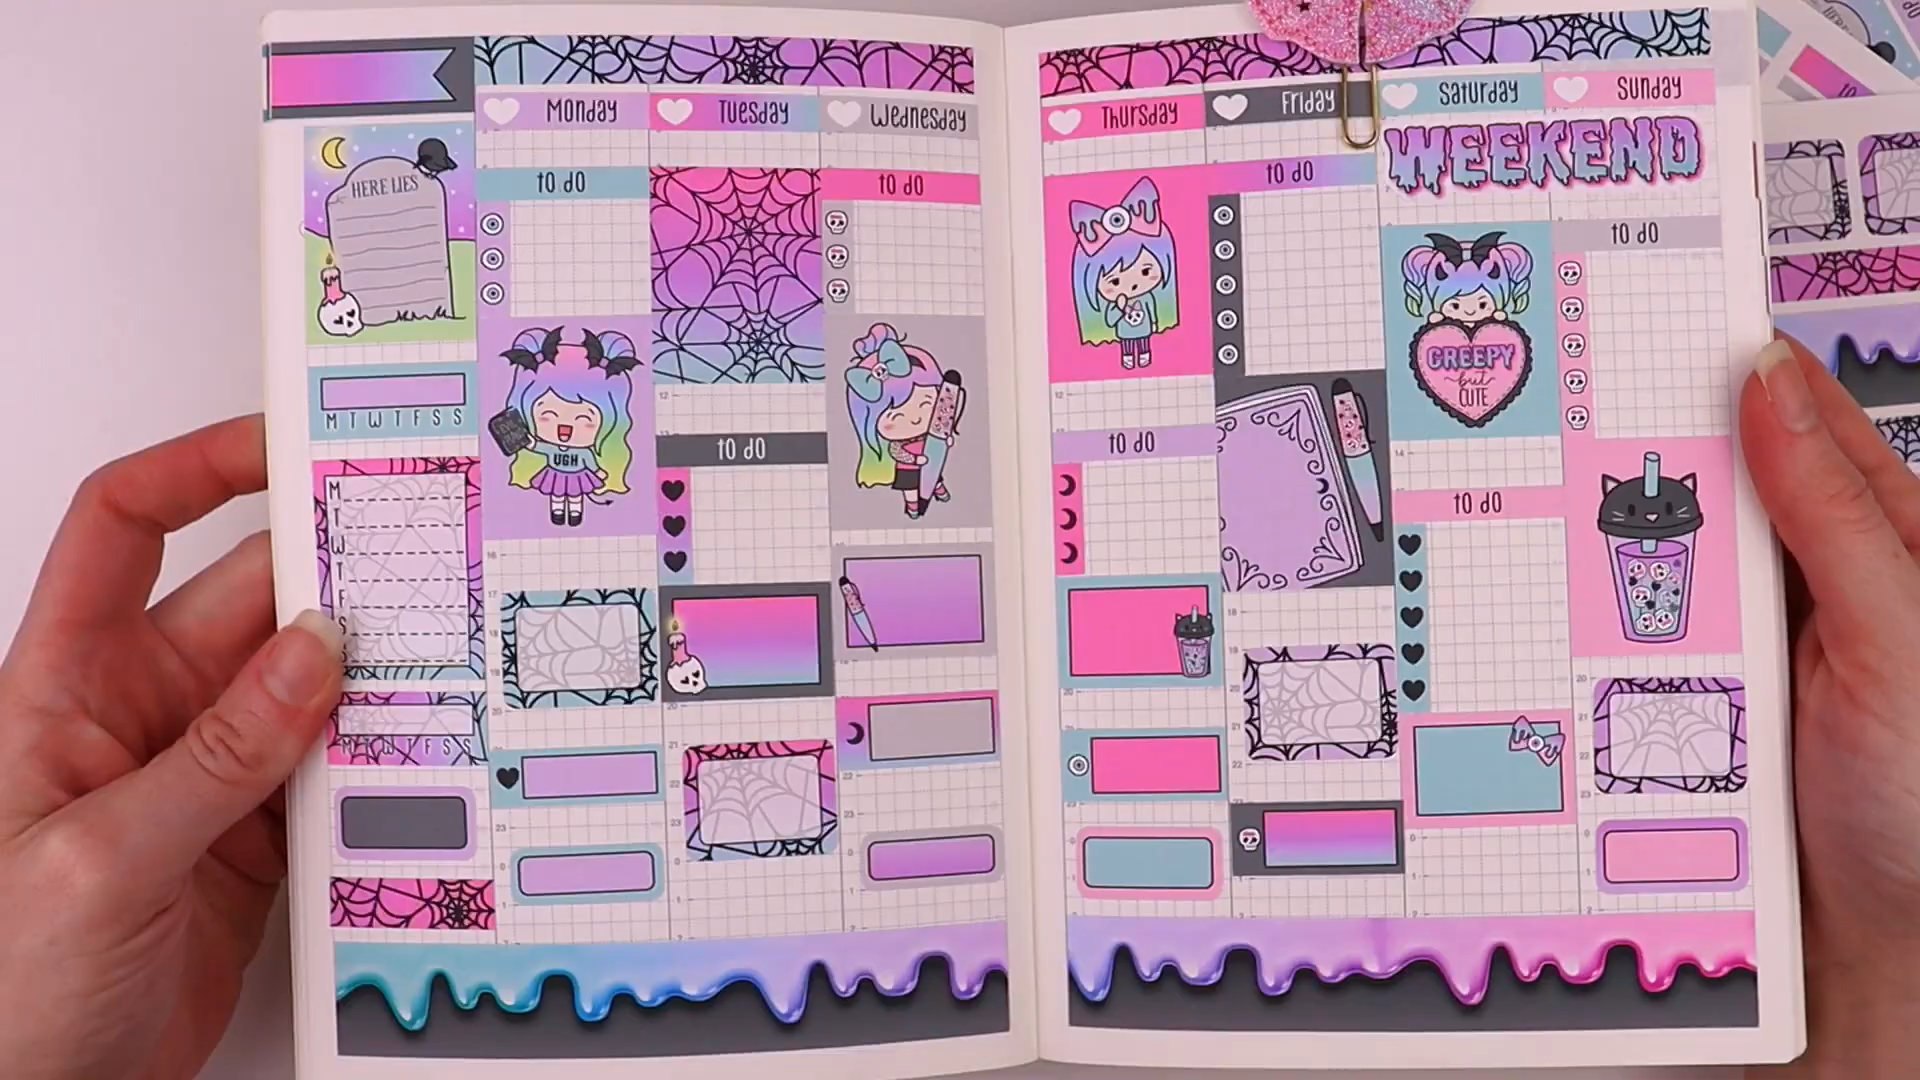 Monday
Tuesday
Wednesday
Thursday
Friday
Saturday
Sunday
HERE LIES
M T W T F S S
M
T
W
T
F
S
S
M T W T F S S
to do
UGH
to do
to do
to do
to do
WEEKEND
CREEPY
but
CUTE
to do
to do